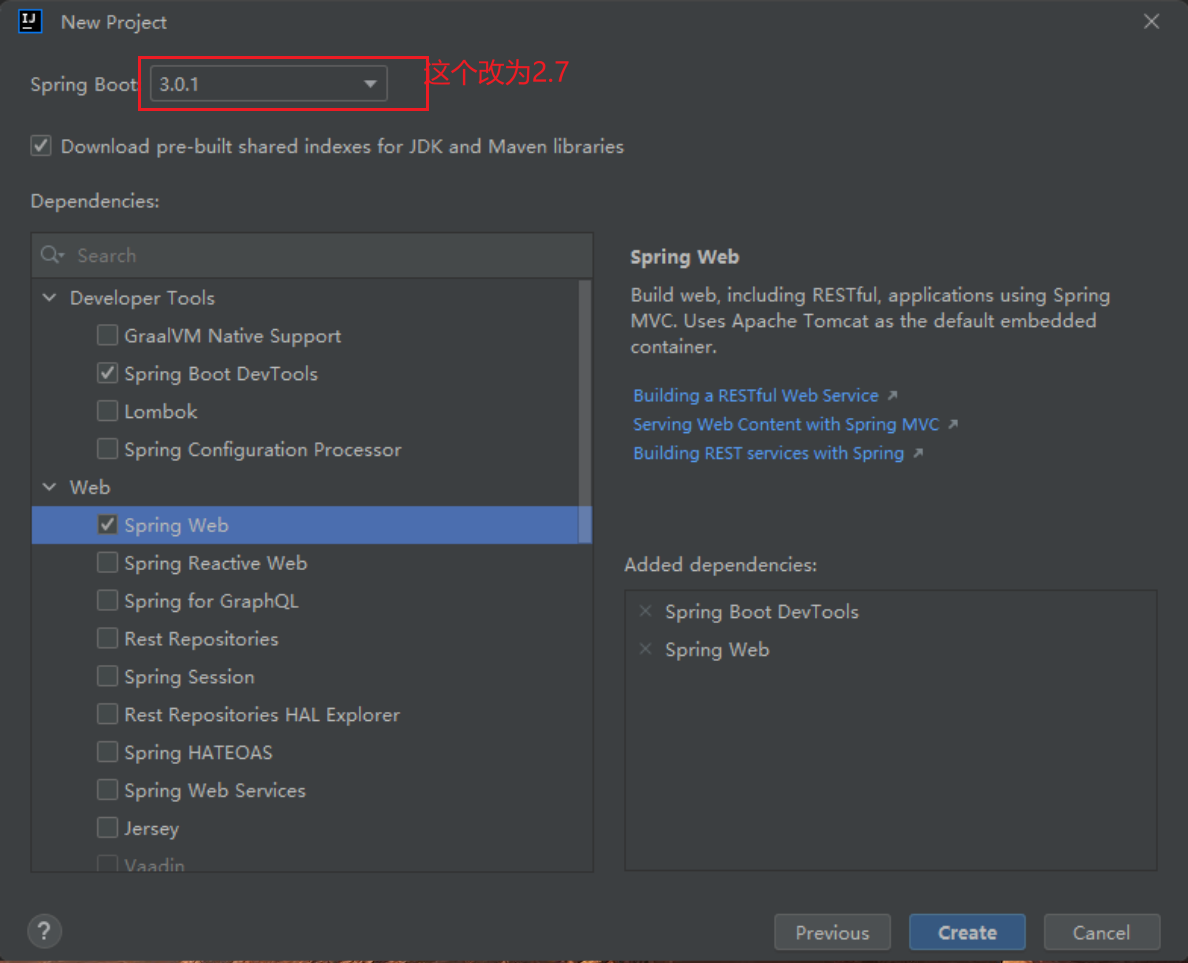 New Project
Spring Boot 3.0.1 这个改为2.7
Download pre-built shared indexes for JDK and Maven libraries
Dependencies:
Search
Developer Tools
GraalVM Native Support
Spring Boot DevTools
Lombok
Spring Configuration Processor
Web
Spring Web
Spring Reactive Web
Spring for GraphQL
Rest Repositories
Spring Session
Rest Repositories HAL Explorer
Spring HATEOAS
Spring Web Services
Jersey
Vaadin
Spring Web
Build web, including RESTful, applications using Spring
MVC. Uses Apache Tomcat as the default embedded
container.
Building a RESTful Web Service
Serving Web Content with Spring MVC
Building REST services with Spring
Added dependencies:
Spring Boot DevTools
Spring Web
?
Previous
Create
Cancel